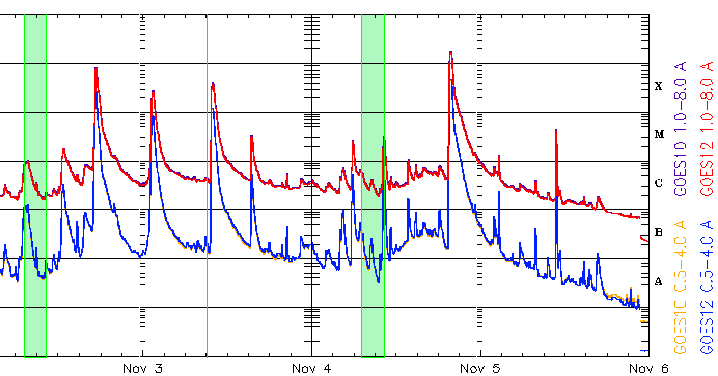 X
M
C
B
A
Nov 3
Nov 4
Nov 5
Nov 6
GOES10 0.5-4.0 A
GOES10 1.0-8.0 A
GOES12 0.5-4.0 A
GOES12 1.0-8.0 A